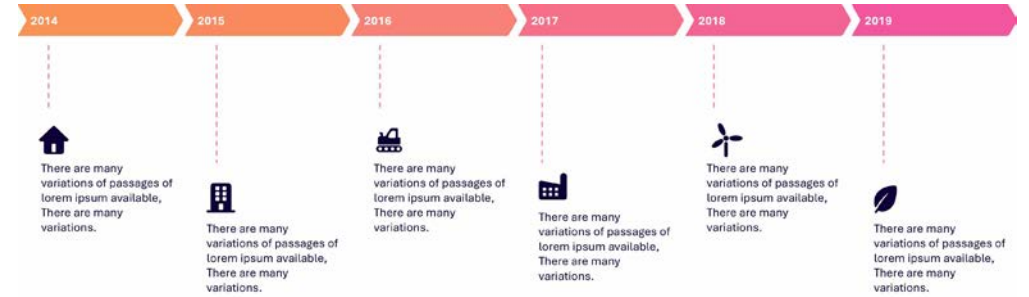 2014
2015
2016
2017
2018
2019
There are many
variations of passages of
lorem ipsum available,
There are many
variations.
There are many
variations of passages of
lorem ipsum available,
There are many
variations.
There are many
variations of passages of
lorem ipsum available,
There are many
variations.
There are many
variations of passages of
lorem ipsum available,
There are many
variations.
There are many
variations of passages of
lorem ipsum available,
There are many
variations.
There are many
variations of passages of
lorem ipsum available,
There are many
variations.